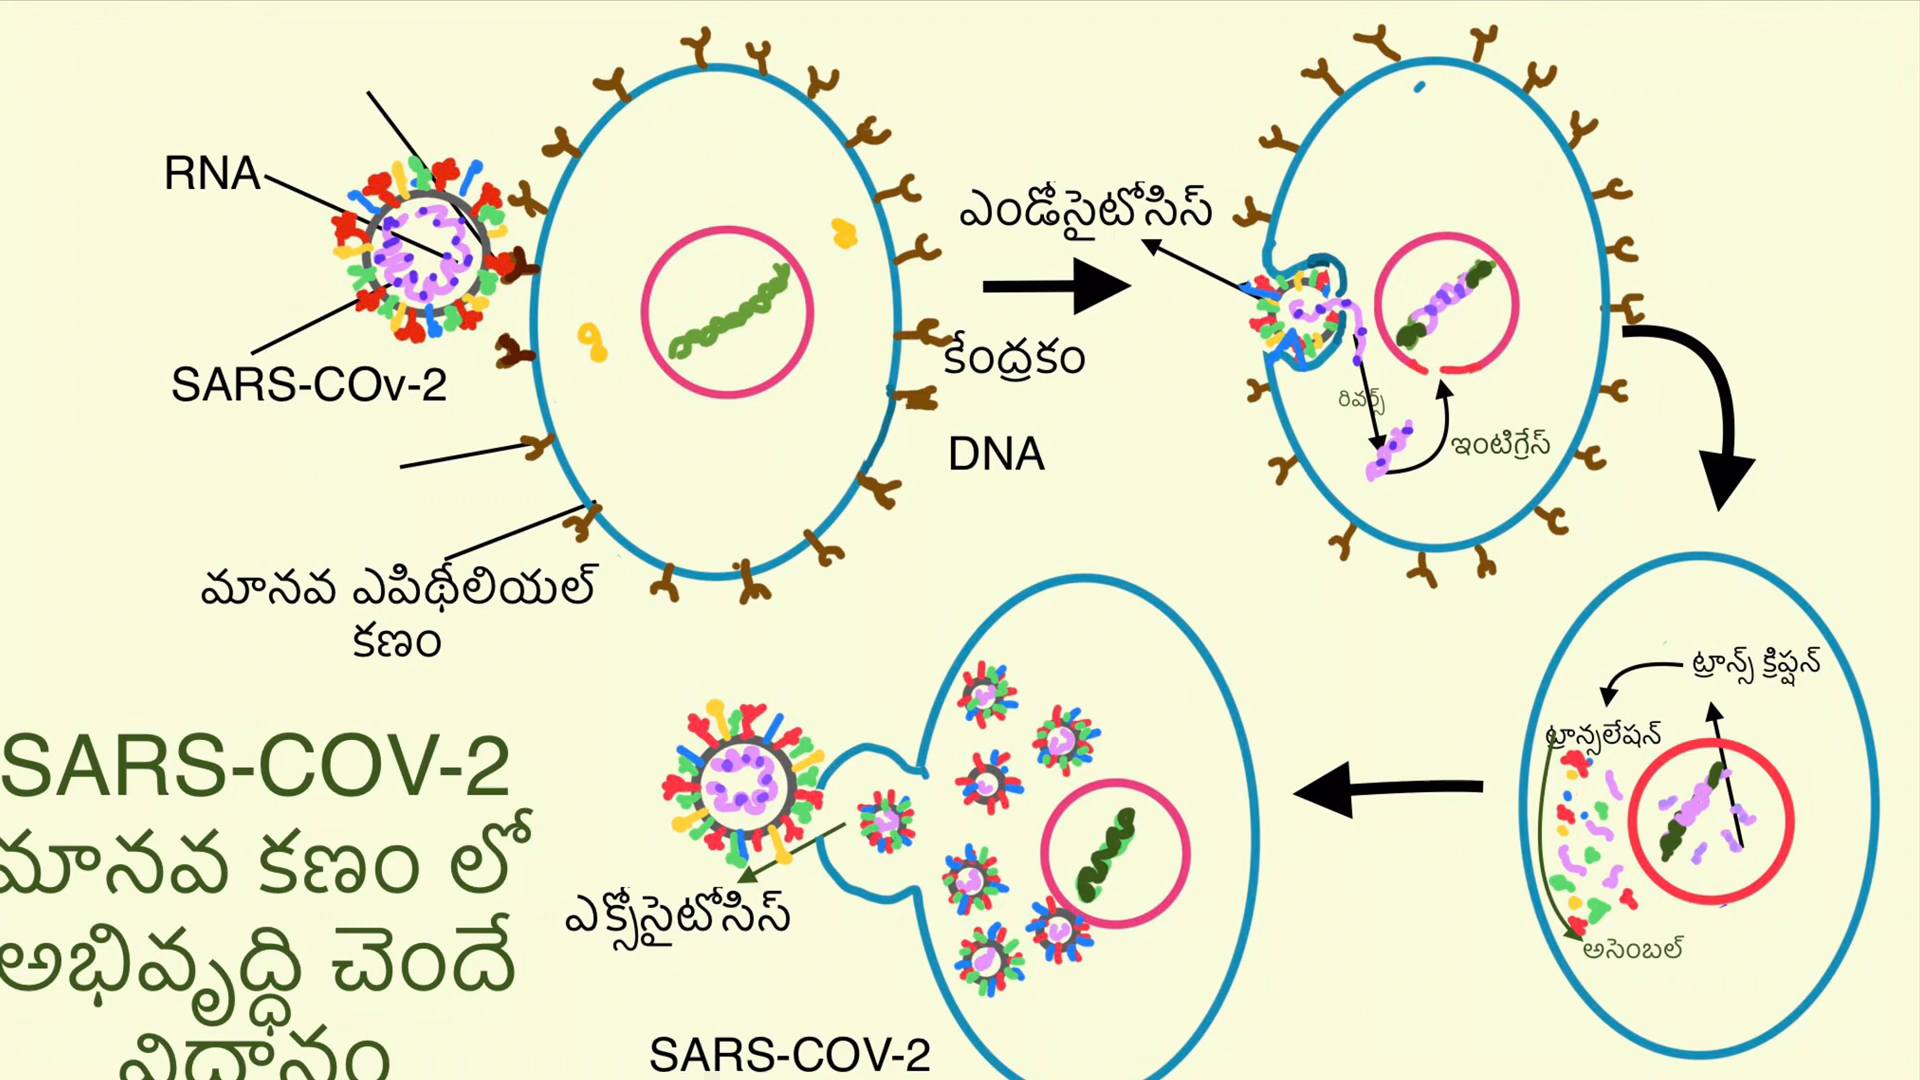 RNA
SARS-COv-2
మానవ ఎపిథీలియల్
కణం
ఎండోసైటోసిస్
కేంద్రకం
DNA
రివర్స్
ఇంటిగ్రేస్
ట్రాన్స్ క్రిప్షన్
ట్రాన్సలేషన్
అసెంబల్
ఎక్సోసైటోసిస్
SARS-COV-2
SARS-COV-2
మానవ కణం లో
అభివృద్ధి చెందే
విధానం